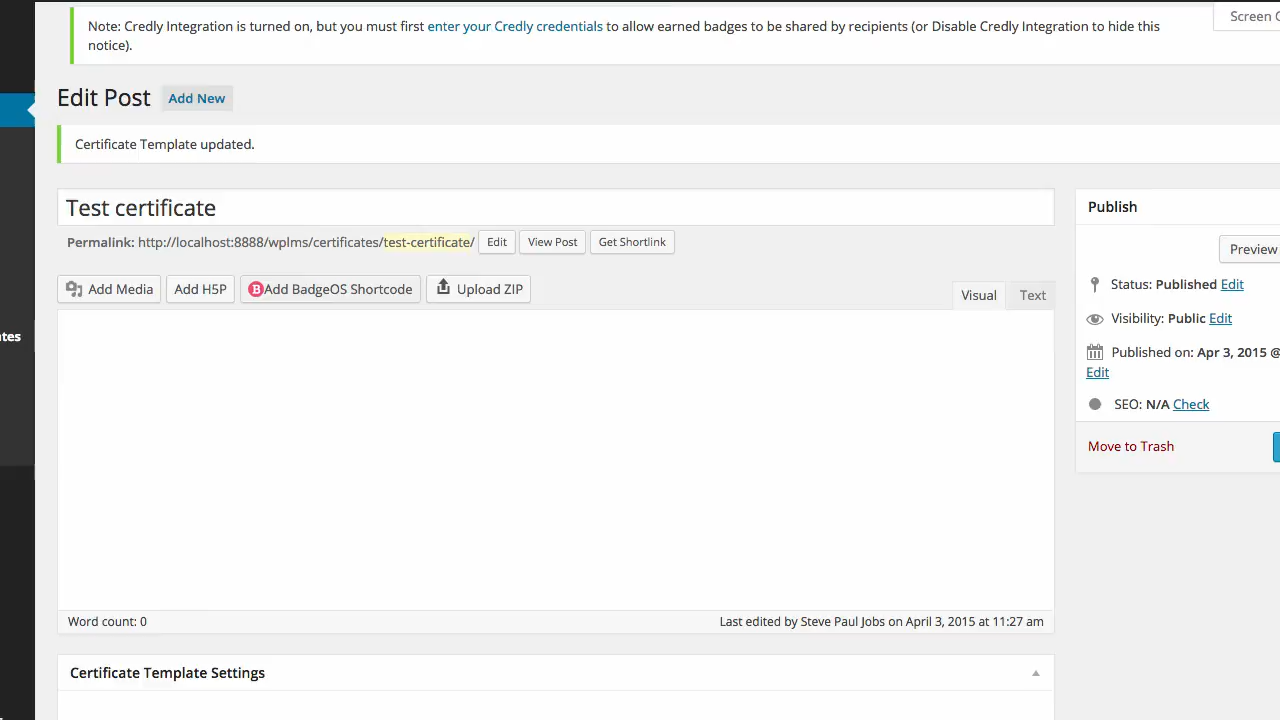 Note: Credly Integration is turned on, but you must first enter your Credly credentials to allow earned badges to be shared by recipients (or Disable Credly Integration to hide this
notice).
Screen
Edit Post Add New
Certificate Template updated.
Test certificate
Permalink: http://localhost:8888/wplms/certificates/test-certificate/ Edit View Post Get Shortlink
Add Media Add H5P BAdd BadgeOS Shortcode Upload ZIP
Visual Text
Word count: 0
Last edited by Steve Paul Jobs on April 3, 2015 at 11:27 am
Certificate Template Settings
Publish
Preview
Status: Published Edit
Visibility: Public Edit
Published on: Apr 3, 2015 @
Edit
SEO: N/A Check
Move to Trash